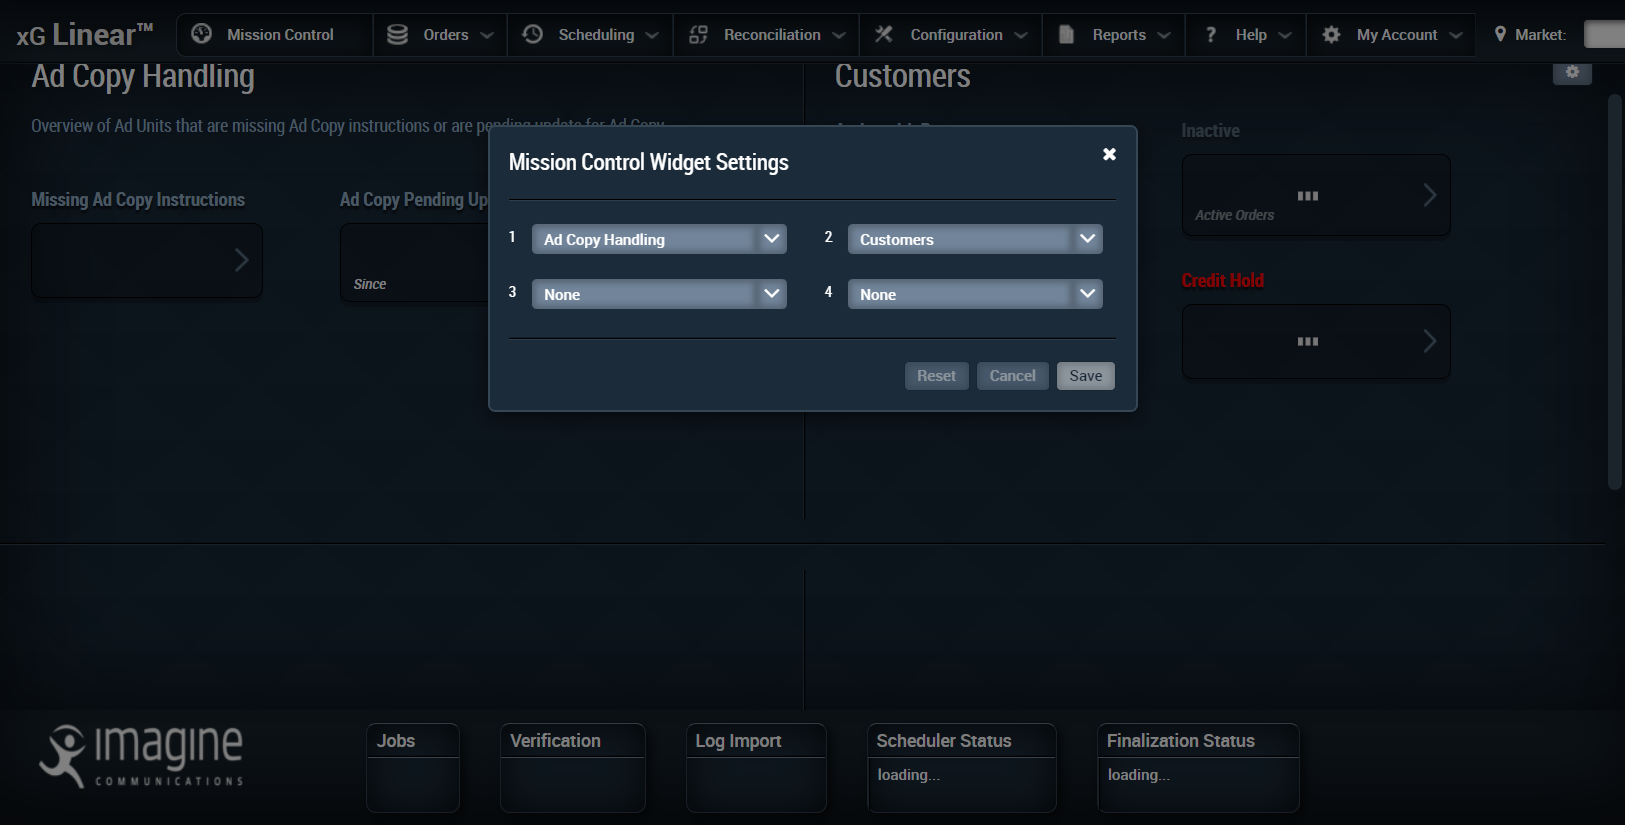 xG Linear™
Mission Control
Orders
Scheduling
Reconciliation
Configuration
Reports
? Help
My Account
Market:
Ad Copy Handling
Customers
Overview of Ad Units that are missing Ad Copy instructions or are pending update for Ad Copy
Inactive
Missing Ad Copy Instructions
Ad Copy Pending Up
Since
Active Orders
Credit Hold
Mission Control Widget Settings
1 Ad Copy Handling
2 Customers
3 None
4 None
Reset
Cancel
Save
imagine
COMMUNICATIONS
Jobs
Verification
Log Import
Scheduler Status
loading...
Finalization Status
loading...